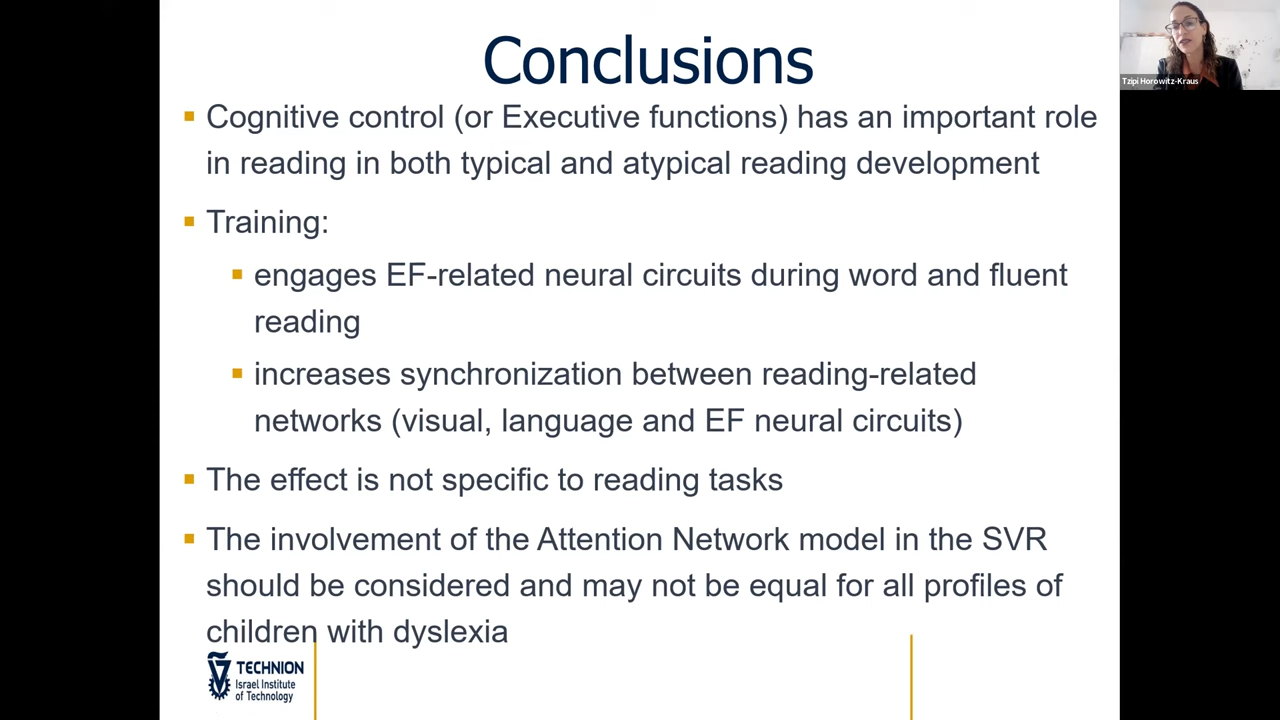 Conclusions
Tzipi Horowitz-Kraus
Cognitive control (or Executive functions) has an important role
in reading in both typical and atypical reading development
Training:
engages EF-related neural circuits during word and fluent
reading
increases synchronization between reading-related
networks (visual, language and EF neural circuits)
The effect is not specific to reading tasks
The involvement of the Attention Network model in the SVR
should be considered and may not be equal for all profiles of
children with dyslexia
TECHNION
Israel Institute
of Technology